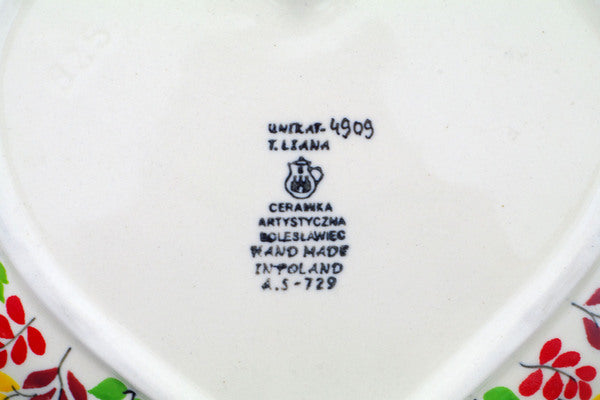 UNIKAT-4909
T. LIANA
CERAMIKA
ARTYSTYCZNA
BOLESŁAWIEC
HAND MADE
IN POLAND
A.S-729